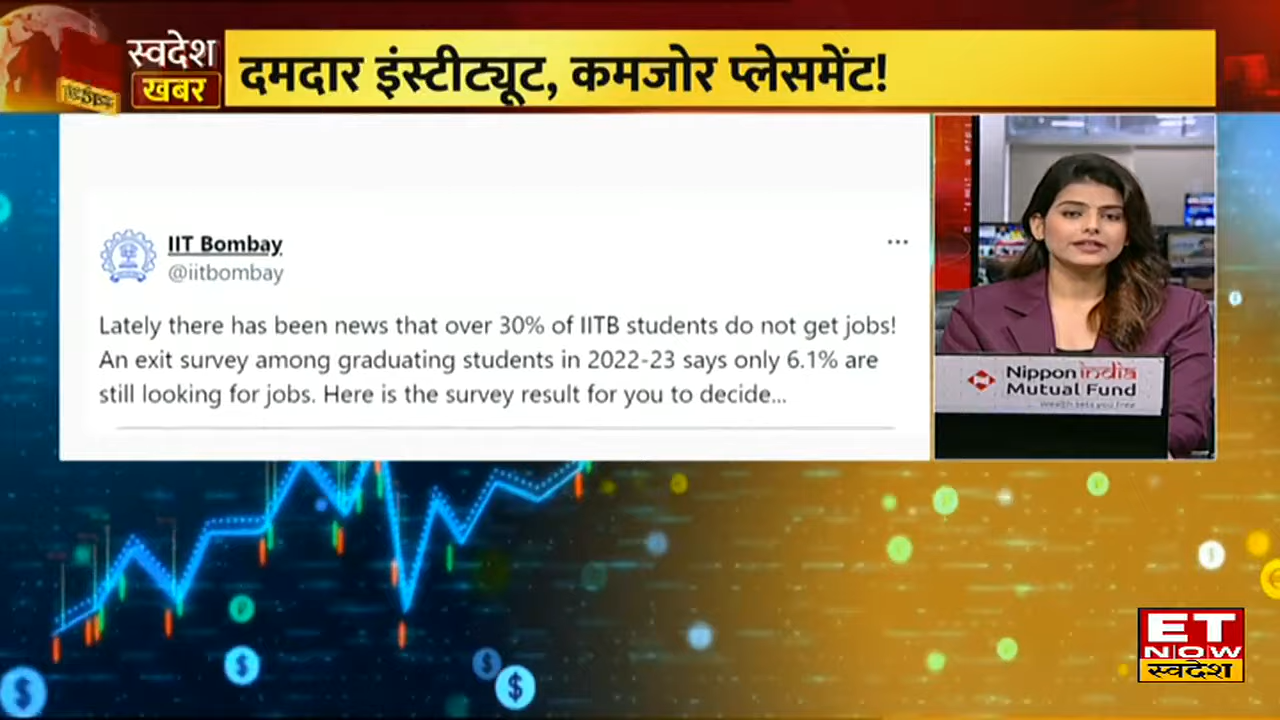 स्वदेश
खबर
दमदार इंस्टीट्यूट, कमजोर प्लेसमेंट!
IIT Bombay
@iitbombay
Lately there has been news that over 30% of IITB students do not get jobs!
An exit survey among graduating students in 2022-23 says only 6.1% are
still looking for jobs. Here is the survey result for you to decide...
Nippon india
Mutual Fund
Wealth sets you free
ET
NOW
स्वदेश